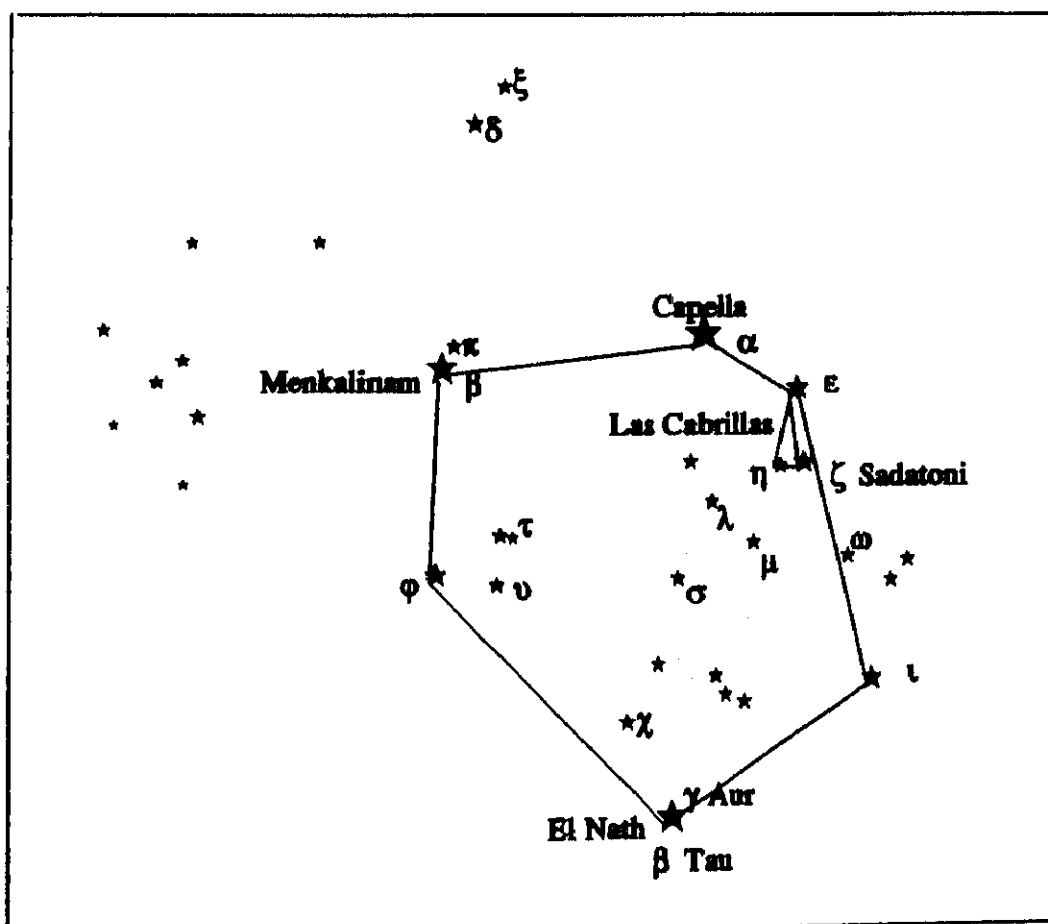 ξ
δ
Capella
α
π
Menkalinam β
ε
Las Cabrillas
η ζ Sadatoni
λ
τ
ω
μ
φ υ σ
ι
χ
γ Aur
El Nath
β Tau